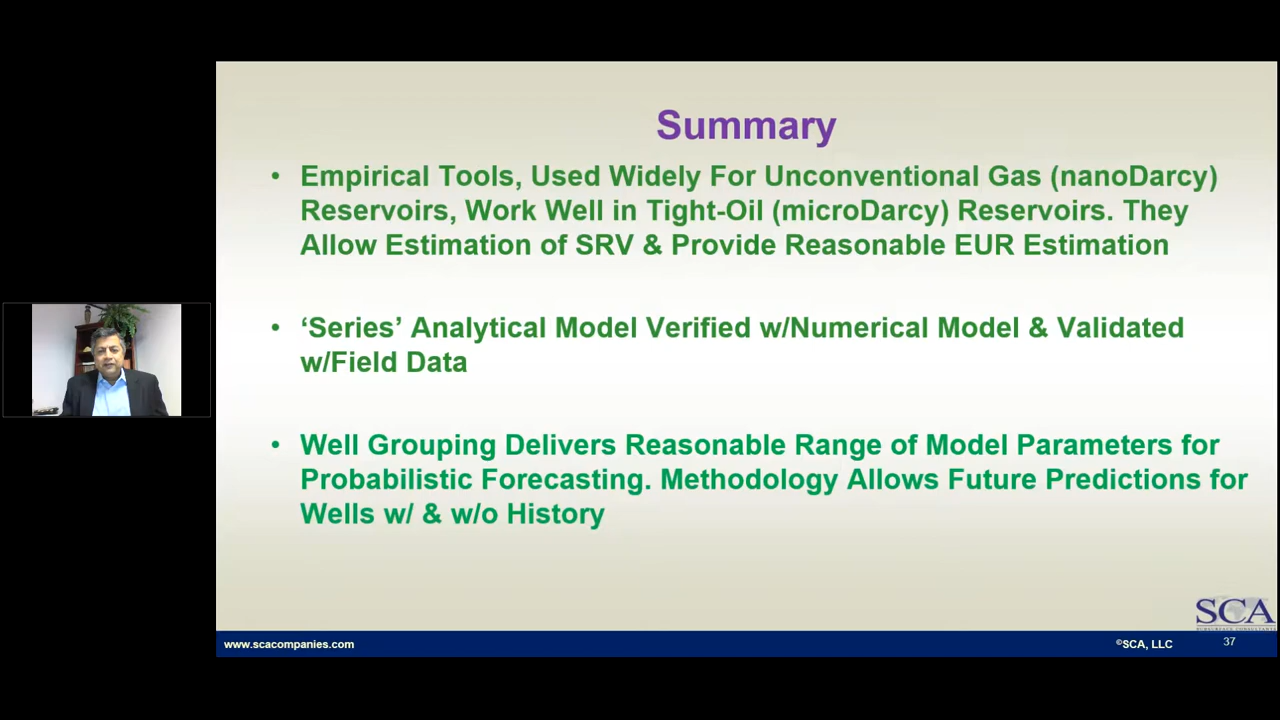 Summary
• Empirical Tools, Used Widely For Unconventional Gas (nanoDarcy)
Reservoirs, Work Well in Tight-Oil (microDarcy) Reservoirs. They
Allow Estimation of SRV & Provide Reasonable EUR Estimation
• ‘Series’ Analytical Model Verified w/Numerical Model & Validated
w/Field Data
• Well Grouping Delivers Reasonable Range of Model Parameters for
Probabilistic Forecasting. Methodology Allows Future Predictions for
Wells w/ & w/o History
SCA
SUBSURFACE CONSULTANTS
www.scacompanies.com
©SCA, LLC
37